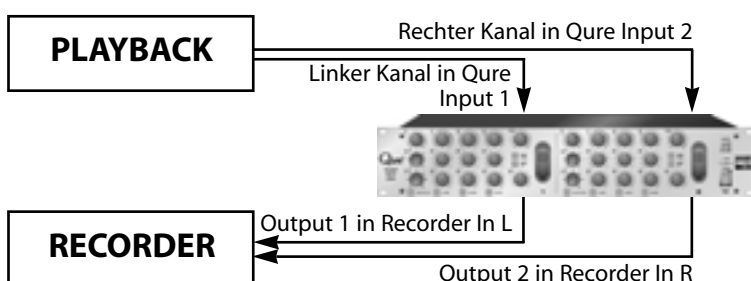 PLAYBACK
Rechter Kanal in Qure Input 2
Linker Kanal in Qure
Input 1
Qure
Output 1 in Recorder In L
RECORDER
Output 2 in Recorder In R